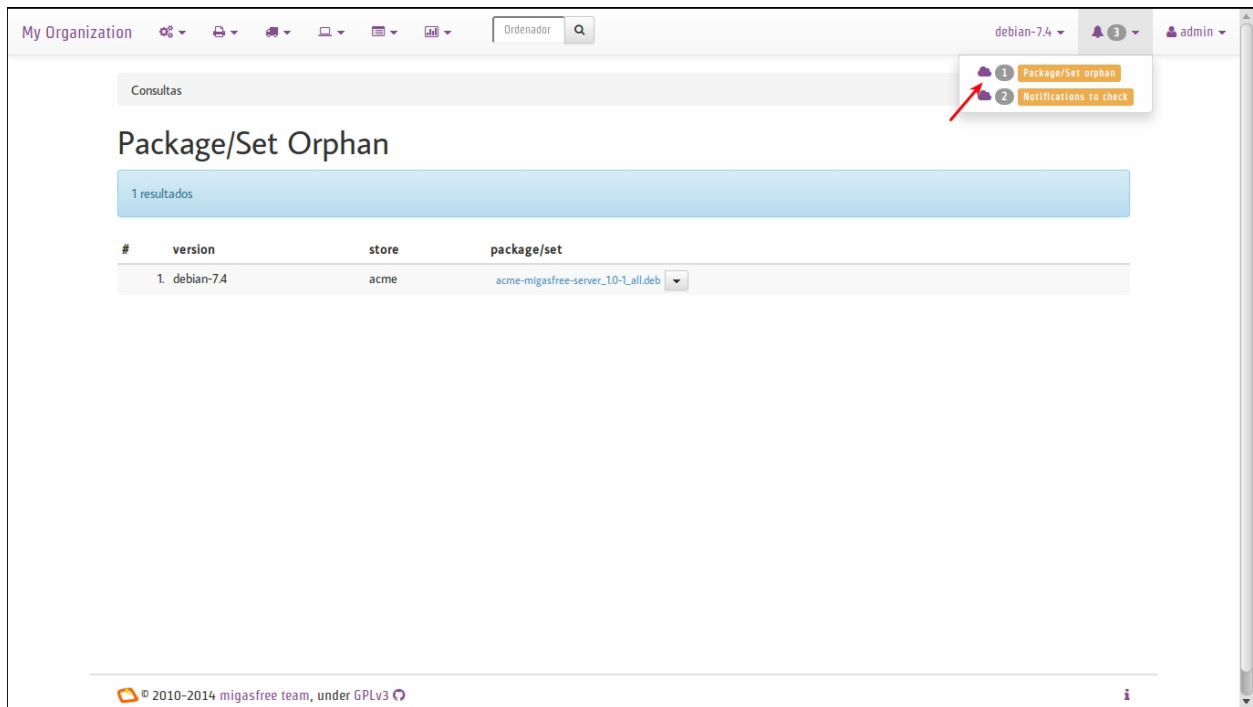 My Organization
Ordenador
debian-7.4
3
admin
1 Package/Set orphan
2 Notifications to check
Consultas
Package/Set Orphan
1 resultados
# version store package/set
1. debian-7.4 acme acme-migasfree-server_1.0-1_all.deb
© 2010-2014 migasfree team, under GPLv3
i